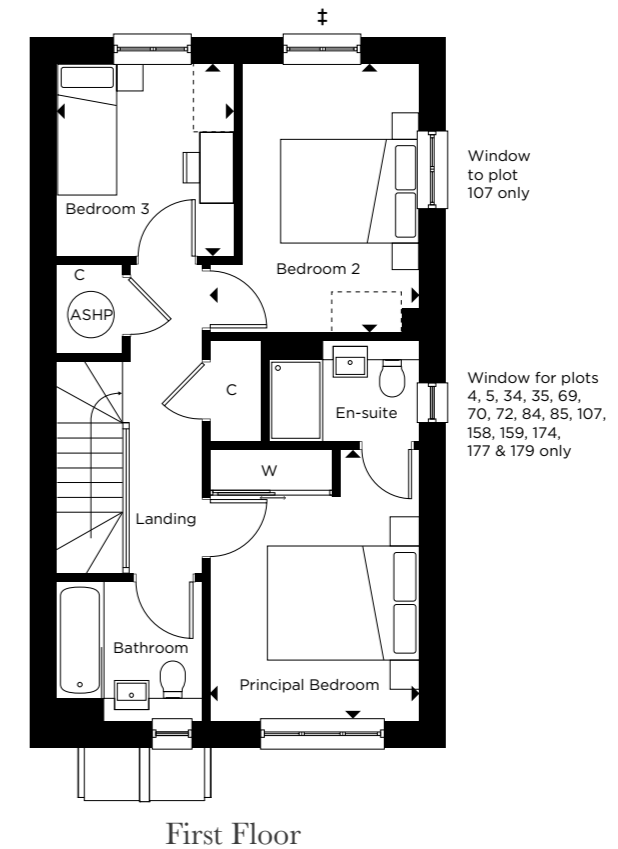 ‡
Window
to plot
107 only
Bedroom 3
Bedroom 2
C
ASHP
C
En-suite
Window for plots
4, 5, 34, 35, 69,
70, 72, 84, 85, 107,
158, 159, 174,
177 & 179 only
W
Landing
Bathroom
Principal Bedroom
First Floor